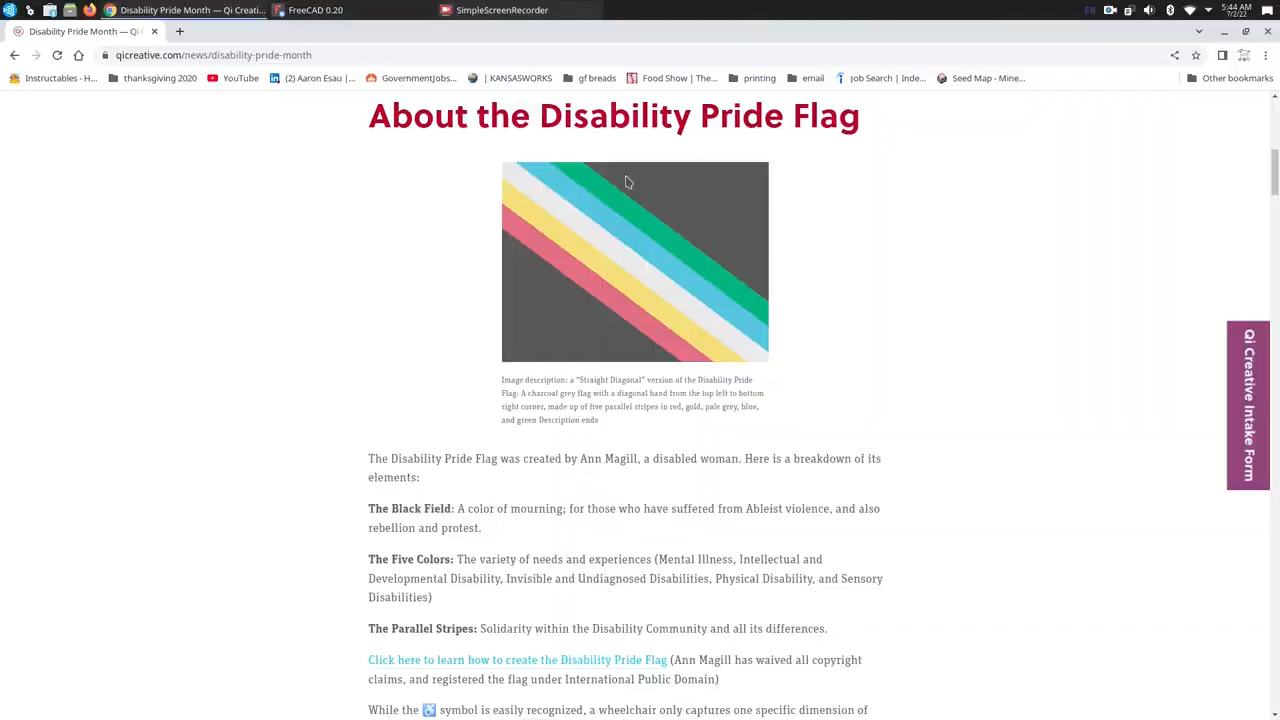 Disability Pride Month — Qi Creati...
FreeCAD 0.20
SimpleScreenRecorder
EN
5:44 AM
7/2/22
Disability Pride Month — Qi
qicreative.com/news/disability-pride-month
Instructables - H...
thanksgiving 2020
YouTube
(2) Aaron Esau |...
GovernmentJobs...
| KANSASWORKS
gf breads
Food Show | The...
printing
email
Job Search | Inde...
Seed Map - Mine...
Other bookmarks
About the Disability Pride Flag
Image description: a “Straight Diagonal” version of the Disability Pride
Flag: A charcoal grey flag with a diagonal band from the top left to bottom
right corner, made up of five parallel stripes in red, gold, pale grey, blue,
and green Description ends
Qi Creative Intake Form
The Disability Pride Flag was created by Ann Magill, a disabled woman. Here is a breakdown of its
elements:
The Black Field: A color of mourning; for those who have suffered from Ableist violence, and also
rebellion and protest.
The Five Colors: The variety of needs and experiences (Mental Illness, Intellectual and
Developmental Disability, Invisible and Undiagnosed Disabilities, Physical Disability, and Sensory
Disabilities)
The Parallel Stripes: Solidarity within the Disability Community and all its differences.
Click here to learn how to create the Disability Pride Flag (Ann Magill has waived all copyright
claims, and registered the flag under International Public Domain)
While the ♿ symbol is easily recognized, a wheelchair only captures one specific dimension of